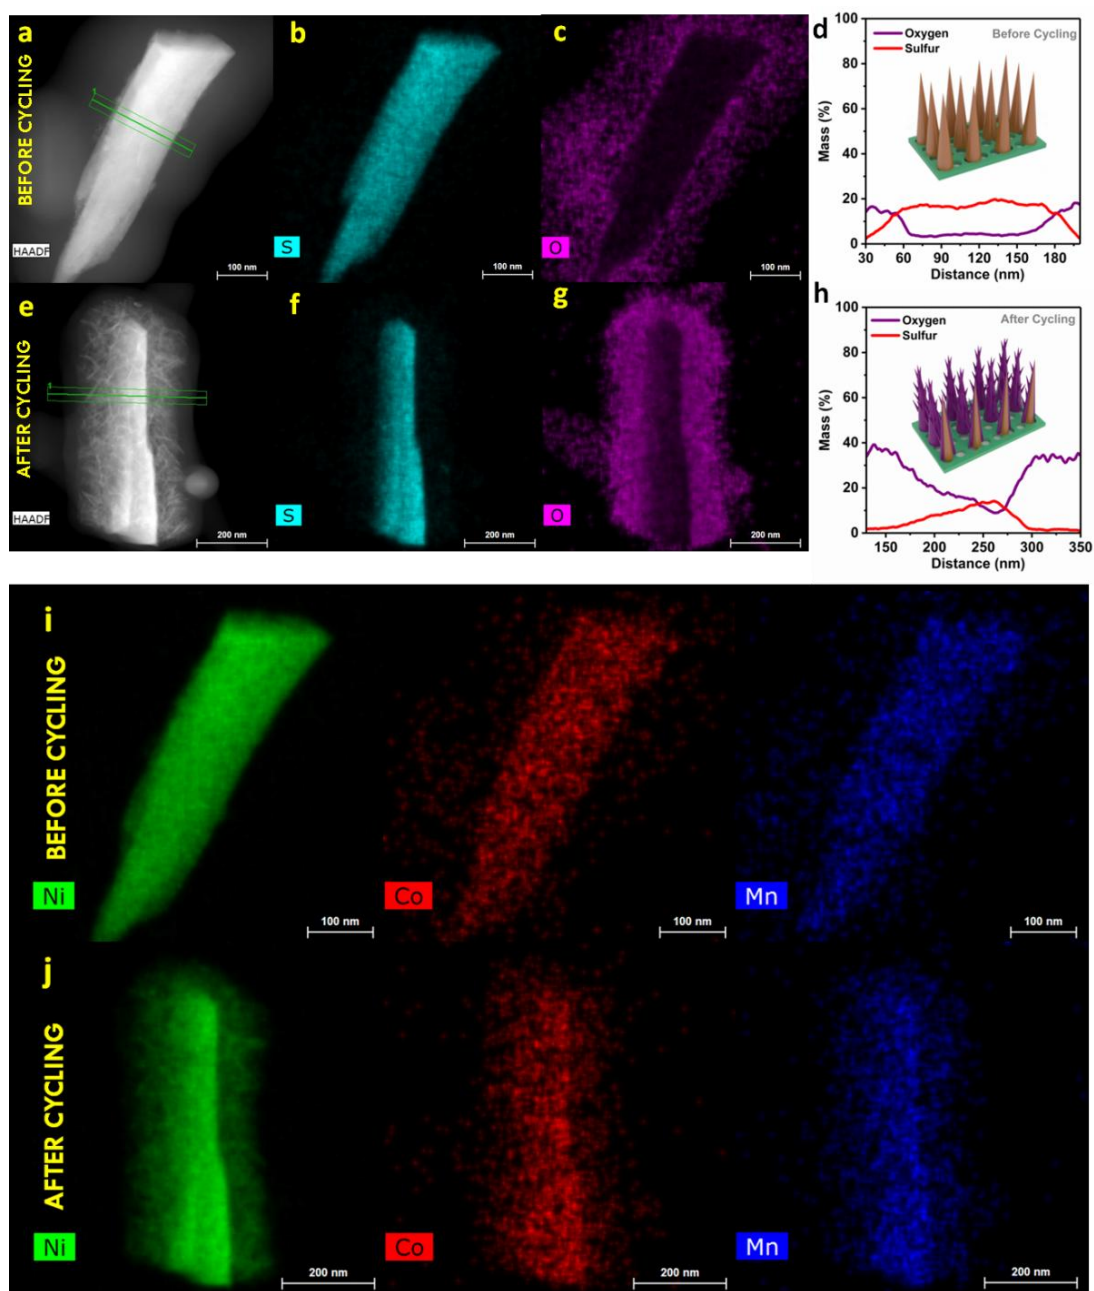 a
BEFORE CYCLING
HAADF
100 nm
b
S
100 nm
c
O
100 nm
d
Oxygen
Sulfur
Before Cycling
Mass (%)
100
80
60
40
20
0
30 60 90 120 150 180
Distance (nm)
e
AFTER CYCLING
HAADF
200 nm
f
S
200 nm
g
O
200 nm
h
Oxygen
Sulfur
After Cycling
Mass (%)
100
80
60
40
20
0
150 200 250 300 350
Distance (nm)
i
BEFORE CYCLING
Ni
100 nm
Co
100 nm
Mn
100 nm
j
AFTER CYCLING
Ni
200 nm
Co
200 nm
Mn
200 nm